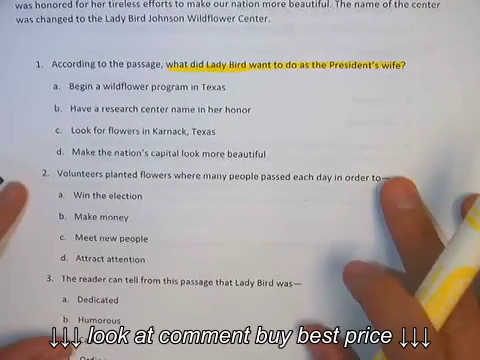 was honored for her tireless efforts to make our nation more beautiful. The name of the center
was changed to the Lady Bird Johnson Wildflower Center.
1. According to the passage, what did Lady Bird want to do as the President's wife?
a. Begin a wildflower program in Texas
b. Have a research center name in her honor
c. Look for flowers in Karnack, Texas
d. Make the nation's capital look more beautiful
2. Volunteers planted flowers where many people passed each day in order to—
a. Win the election
b. Make money
c. Meet new people
d. Attract attention
3. The reader can tell from this passage that Lady Bird was—
a. Dedicated
b. Humorous
↓↓↓ look at comment buy best price ↓↓↓